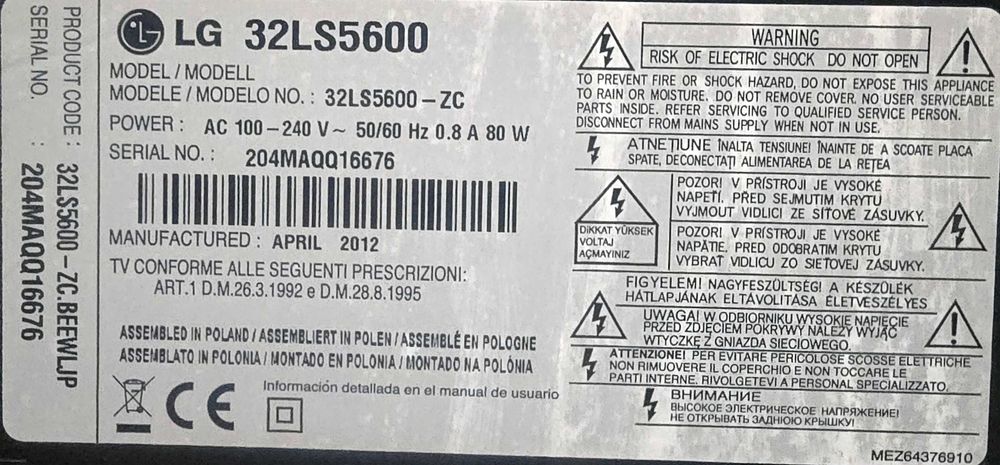 PRODUCT CODE : 32LS5600-ZC.BEEWLJP
SERIAL NO. : 204MAQQ16676
LG 32LS5600
MODEL / MODELL
MODELE / MODELO NO. : 32LS5600-ZC
POWER : AC 100-240 V~ 50/60 Hz 0.8 A 80 W
SERIAL NO. : 204MAQQ16676
MANUFACTURED : APRIL 2012
TV CONFORME ALLE SEGUENTI PRESCRIZIONI:
ART.1 D.M.26.3.1992 e D.M.28.8.1995
ASSEMBLED IN POLAND / ASSEMBLIERT IN POLEN / ASSEMBLÉ EN POLOGNE
ASSEMBLATO IN POLONIA / MONTADO EN POLONIA / MONTADO NA POLÓNIA
CE
Información detallada en el manual de usuario
WARNING
RISK OF ELECTRIC SHOCK DO NOT OPEN
TO PREVENT FIRE OR SHOCK HAZARD, DO NOT EXPOSE THIS APPLIANCE
TO RAIN OR MOISTURE. DO NOT REMOVE COVER. NO USER SERVICEABLE
PARTS INSIDE. REFER SERVICING TO QUALIFIED SERVICE PERSON.
DISCONNECT FROM MAINS SUPPLY WHEN NOT IN USE.
ATNEȚIUNE ÎNALTA TENSIUNE! ÎNAINTE DE A SCOATE PLACA
SPATE, DECONECTAȚI ALIMENTAREA DE LA REȚEA
DIKKAT YÜKSEK
VOLTAJ
AÇMAYINIZ
POZOR! V PŘÍSTROJI JE VYSOKÉ
NAPĚTÍ. PŘED SEJMUTIM KRYTU
VYJMOUT VIDLICI ZE SÍŤOVÉ ZÁSUVKY.
POZOR! V PRÍSTROJI JE VYSOKÉ
NAPÄTIE. PRED ODOBRATIM KRYTU
VYBRAŤ VIDLICU ZO SIEŤOVEJ ZÁSUVKY.
FIGYELEM! NAGYFESZÜLTSÉG! A KÉSZÜLÉK
HÁTLAPJÁNAK ELTÁVOLITÁSA ÉLETVESZÉLYES
UWAGA! W ODBIORNIKU WYSOKIE NAPIĘCIE
PRZED ZDJĘCIEM POKRYWY NALEŻY WYJĄĆ
WTYCZKĘ Z GNIAZDA SIECIOWEGO.
ATTENZIONE! PER EVITARE PERICOLOSE SCOSSE ELETTRICHE
NON RIMUOVERE IL COPERCHIO E NON TOCCARE LE
PARTI INTERNE. RIVOLGETEVI A PERSONAL SPECIALIZZATO.
ВНИМАНИЕ
ВЫСОКОЕ ЭЛЕКТРИЧЕСКОЕ НАПРЯЖЕНИЕ!
НЕ ОТКРЫВАТЬ ЗАДНЮЮ КРЫШКУ!
MEZ64376910